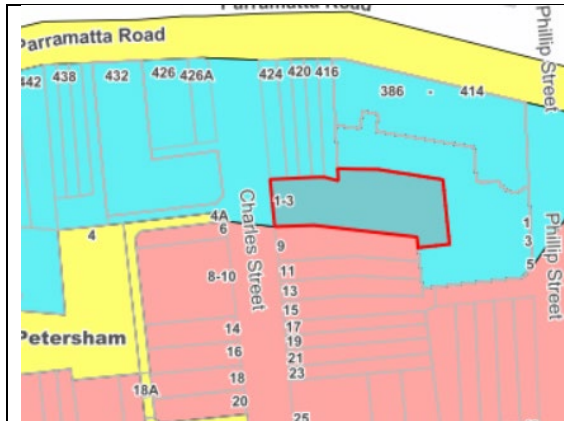 Parramatta Road
Parramatta Road
Phillip Street
442 438 432 426 426A 424 420 416 386 - 414
1-3
Charles Street
4A
4
6
9
1
3
5
Phillip Street
8-10
11
13
15
14
17
19
16
21
23
18
18A
20
25
Petersham